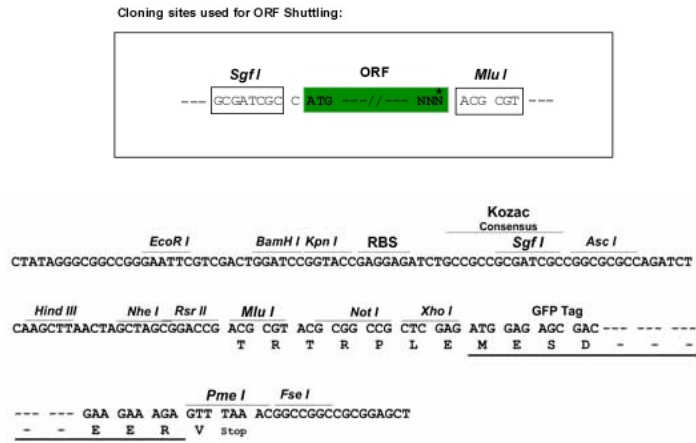 Cloning sites used for ORF Shuttling:
Sgf I ORF Mlu I
--- GCGATCGC C ATG ---//--- NNN* ACG CGT ---
Kozac
Consensus
EcoR I BamH I Kpn I RBS Sgf I Asc I
CTATAGGGCGGCCGGGAATTCGTCGACTGGATCCGGTACCGAGGAGATCTGCCGCCGCGATCGCCGGCGCGCCAGATCT
Hind III Nhe I Rsr II Mlu I Not I Xho I GFP Tag
CAAGCTTAACTAGCTAGCGGACCG ACG CGT ACG CGG CCG CTC GAG ATG GAG AGC GAC--- --- ---
T R T R P L E M E S D - - -
Pme I Fse I
--- --- GAA GAA AGA GTT TAA ACGGCCGGCCGCGGAGCT
- - E E R V Stop